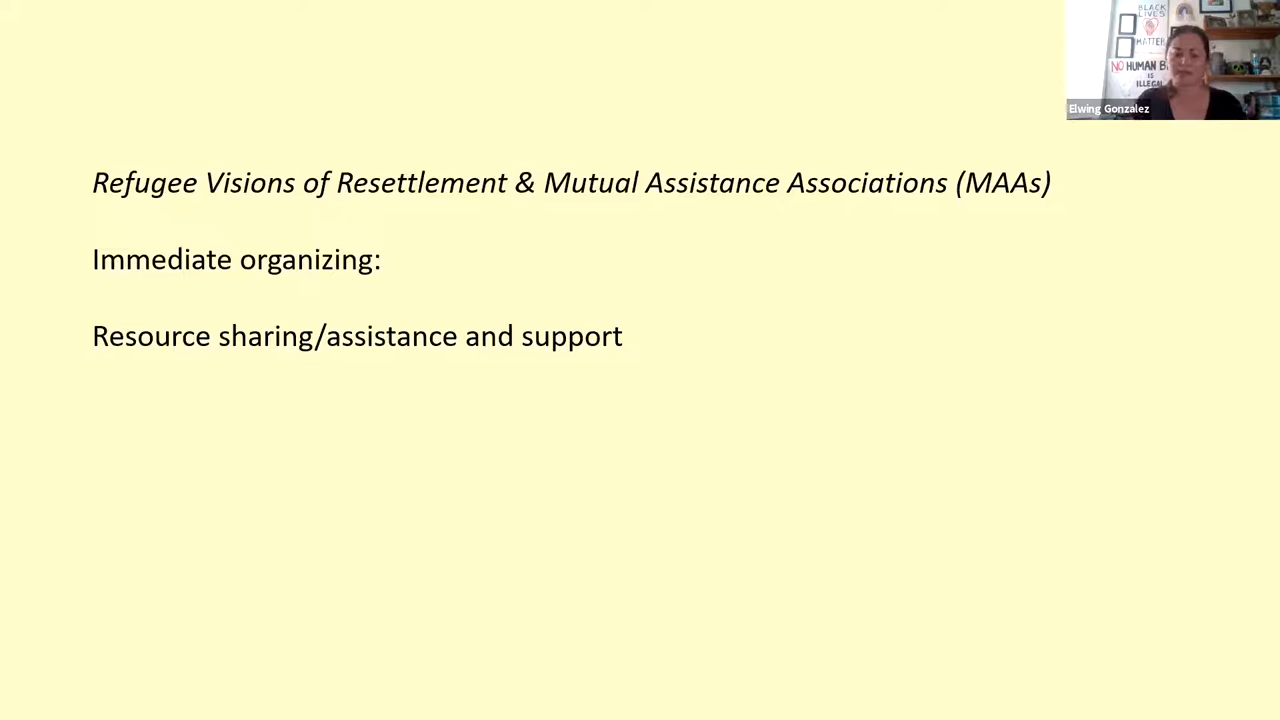 BLACK
LIVES
MATTER
NO HUMAN B
IS
ILLEGAL
Elwing Gonzalez
Refugee Visions of Resettlement & Mutual Assistance Associations (MAAs)
Immediate organizing:
Resource sharing/assistance and support